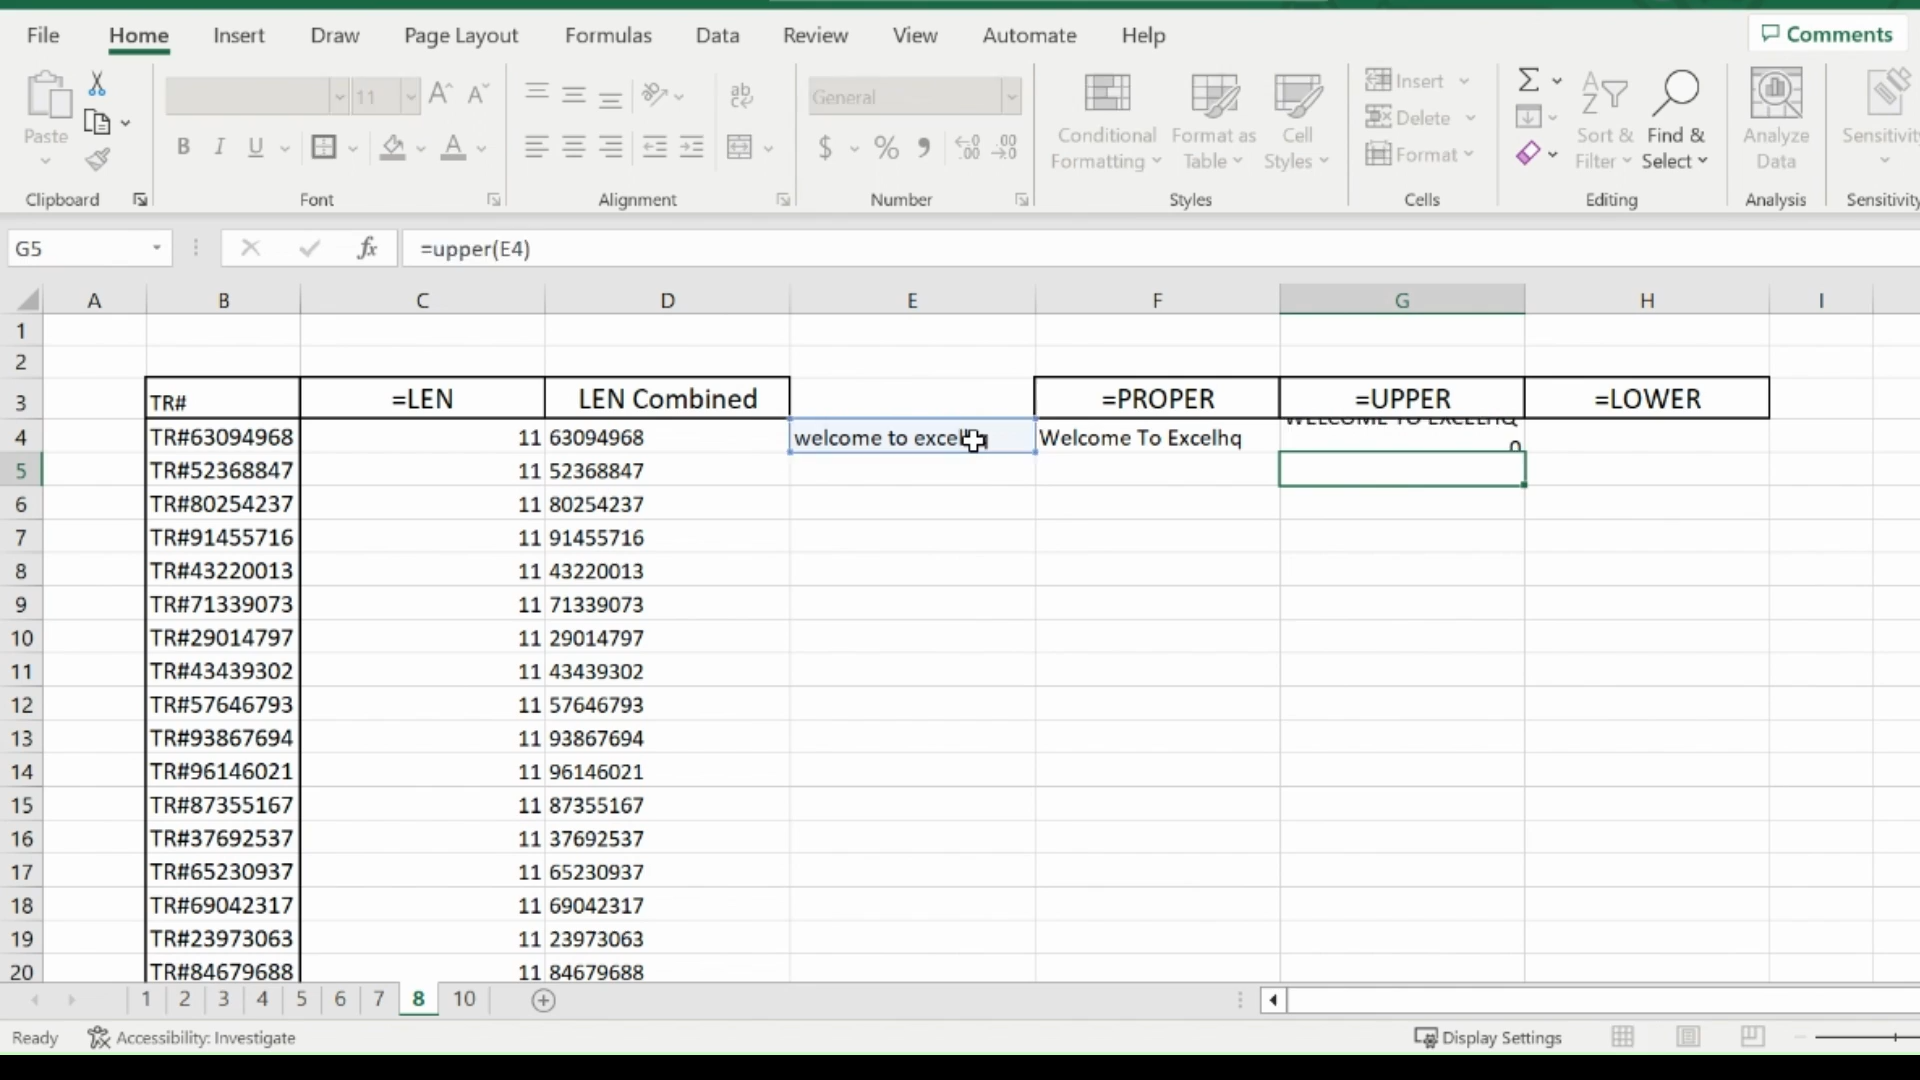 File Home Insert Draw Page Layout Formulas Data Review View Automate Help Comments
Paste
11
General
Conditional Formatting
Format as Table
Cell Styles
Insert
Delete
Format
Sort & Filter
Find & Select
Analyze Data
Sensitivity
Clipboard Font Alignment Number Styles Cells Editing Analysis Sensitivity
G5 fx =upper(E4)
A B C D E F G H I
1
2
3 TR# =LEN LEN Combined =PROPER =UPPER =LOWER
4 TR#63094968 11 63094968 welcome to Welcome To Excelhq WELCOME TO EXCELHQ
5 TR#52368847 11 52368847
6 TR#80254237 11 80254237
7 TR#91455716 11 91455716
8 TR#43220013 11 43220013
9 TR#71339073 11 71339073
10 TR#29014797 11 29014797
11 TR#43439302 11 43439302
12 TR#57646793 11 57646793
13 TR#93867694 11 93867694
14 TR#96146021 11 96146021
15 TR#87355167 11 87355167
16 TR#37692537 11 37692537
17 TR#65230937 11 65230937
18 TR#69042317 11 69042317
19 TR#23973063 11 23973063
20 TR#84679688 11 84679688
1 2 3 4 5 6 7 8 10
Ready Accessibility: Investigate Display Settings